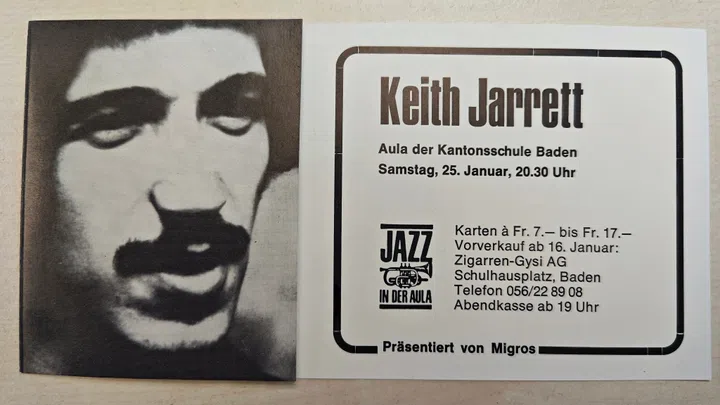 Keith Jarrett
Aula der Kantonsschule Baden
Samstag, 25. Januar, 20.30 Uhr
JAZZ
IN DER AULA
Karten à Fr. 7.— bis Fr. 17.—
Vorverkauf ab 16. Januar:
Zigarren-Gysi AG
Schulhausplatz, Baden
Telefon 056/22 89 08
Abendkasse ab 19 Uhr
Präsentiert von Migros